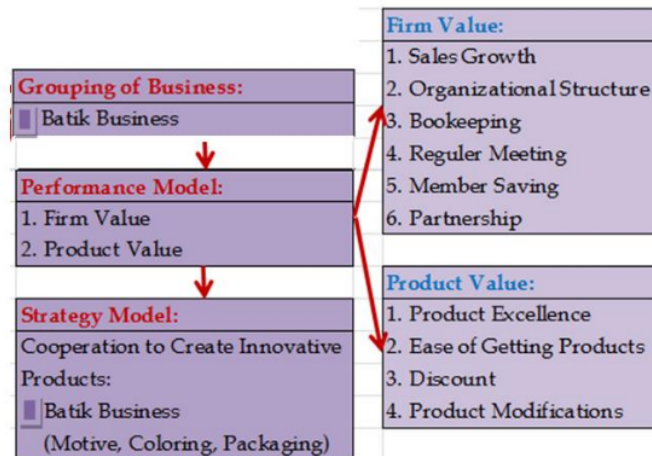 Grouping of Business:
Batik Business
Performance Model:
1. Firm Value
2. Product Value
Strategy Model:
Cooperation to Create Innovative
Products:
Batik Business
(Motive, Coloring, Packaging)
Firm Value:
1. Sales Growth
2. Organizational Structure
3. Bookeeping
4. Reguler Meeting
5. Member Saving
6. Partnership
Product Value:
1. Product Excellence
2. Ease of Getting Products
3. Discount
4. Product Modifications